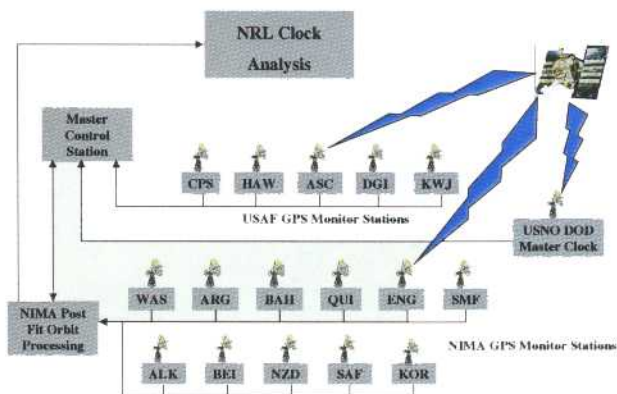 NRL Clock
Analysis
Master
Control
Station
CPS HAW ASC DGI KWJ
USAF GPS Monitor Stations
USNO DOD
Master Clock
WAS ARG BAH QUI ENG SMF
NIMA Post
Fit Orbit
Processing
NIMA GPS Monitor Stations
ALK BEI NZD SAF KOR